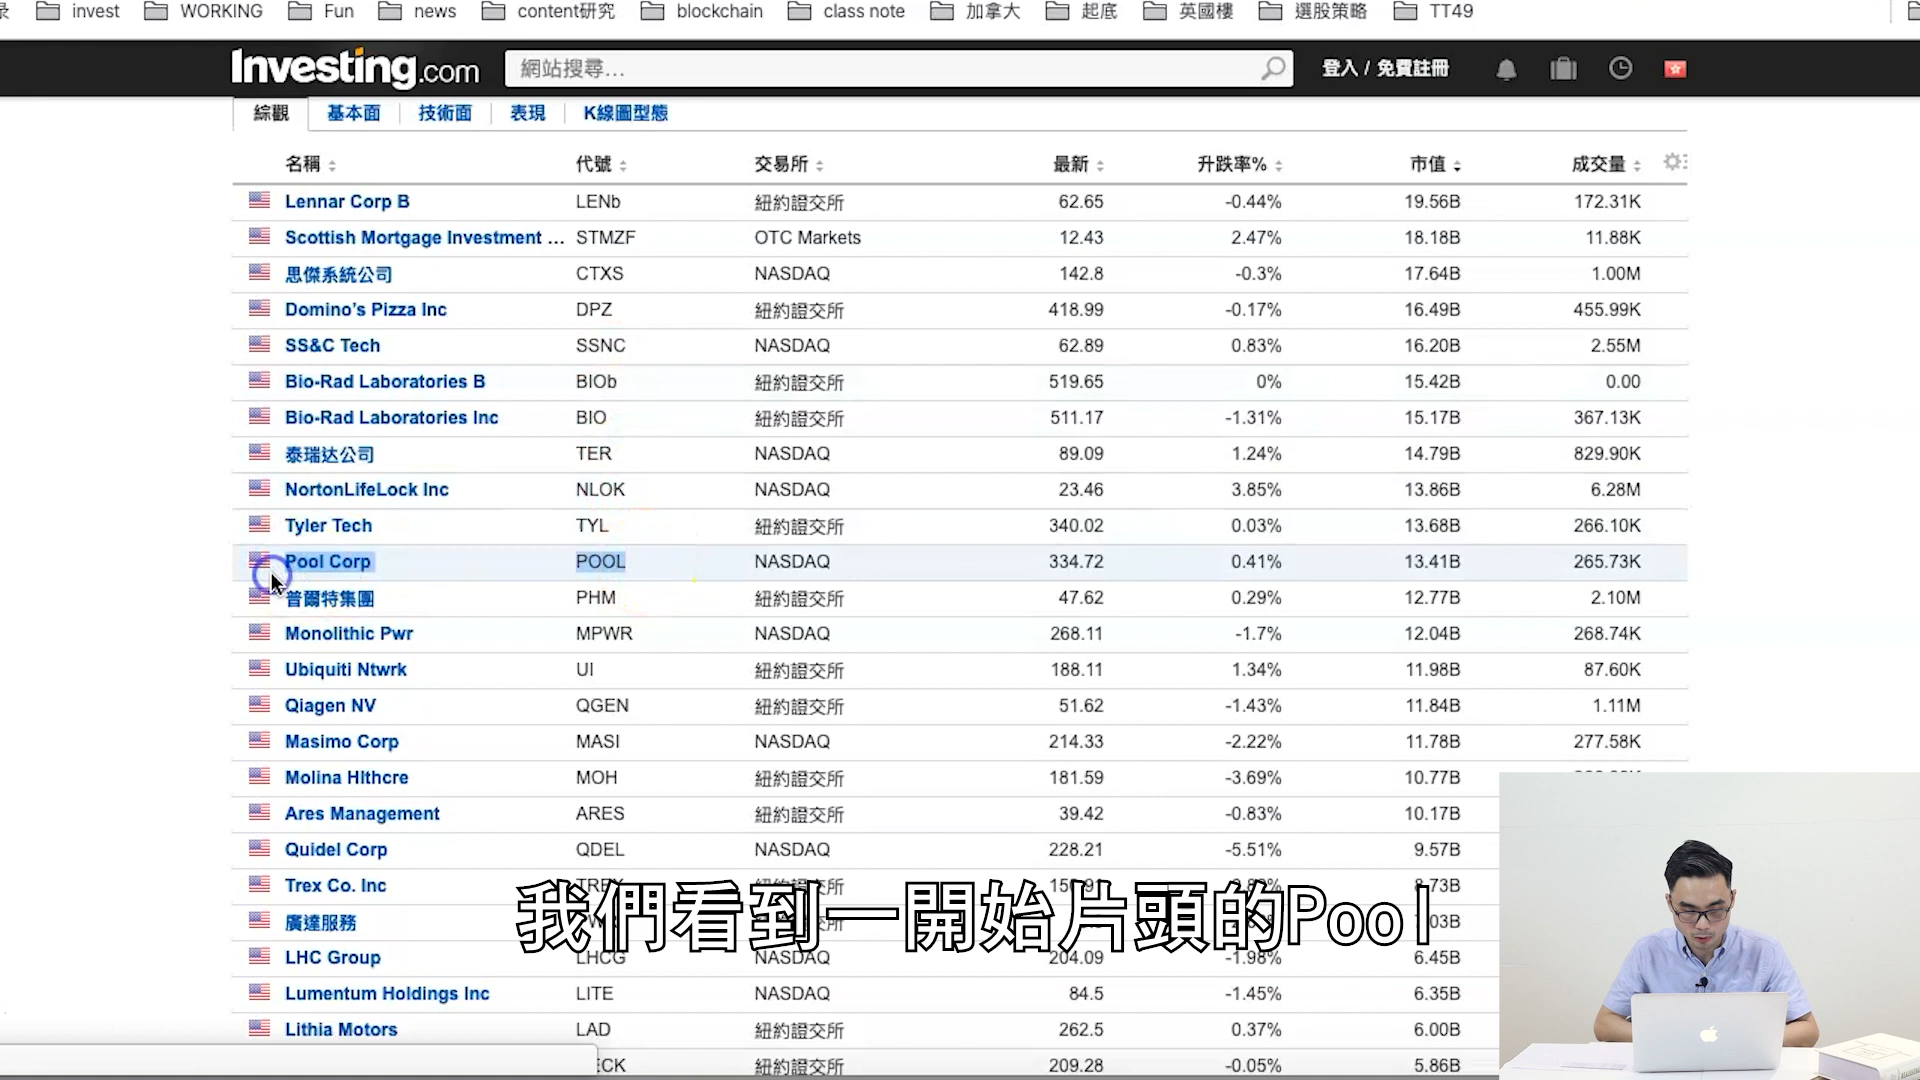 invest WORKING Fun news content研究 blockchain class note 加拿大 起底 英國樓 選股策略 TT49
Investing.com 網站搜尋... 登入 / 免費註冊
綜觀 基本面 技術面 表現 K線圖型態
名稱 代號 交易所 最新 升跌率% 市值 成交量
Lennar Corp B LENb 紐約證交所 62.65 -0.44% 19.56B 172.31K
Scottish Mortgage Investment ... STMZF OTC Markets 12.43 2.47% 18.18B 11.88K
思傑系統公司 CTXS NASDAQ 142.8 -0.3% 17.64B 1.00M
Domino's Pizza Inc DPZ 紐約證交所 418.99 -0.17% 16.49B 455.99K
SS&C Tech SSNC NASDAQ 62.89 0.83% 16.20B 2.55M
Bio-Rad Laboratories B BIOb 紐約證交所 519.65 0% 15.42B 0.00
Bio-Rad Laboratories Inc BIO 紐約證交所 511.17 -1.31% 15.17B 367.13K
泰瑞达公司 TER NASDAQ 89.09 1.24% 14.79B 829.90K
NortonLifeLock Inc NLOK NASDAQ 23.46 3.85% 13.86B 6.28M
Tyler Tech TYL 紐約證交所 340.02 0.03% 13.68B 266.10K
Pool Corp POOL NASDAQ 334.72 0.41% 13.41B 265.73K
普爾特集團 PHM 紐約證交所 47.62 0.29% 12.77B 2.10M
Monolithic Pwr MPWR NASDAQ 268.11 -1.7% 12.04B 268.74K
Ubiquiti Ntwrk UI 紐約證交所 188.11 1.34% 11.98B 87.60K
Qiagen NV QGEN 紐約證交所 51.62 -1.43% 11.84B 1.11M
Masimo Corp MASI NASDAQ 214.33 -2.22% 11.78B 277.58K
Molina Hlthcre MOH 紐約證交所 181.59 -3.69% 10.77B
Ares Management ARES 紐約證交所 39.42 -0.83% 10.17B
Quidel Corp QDEL NASDAQ 228.21 -5.51% 9.57B
Trex Co. Inc
廣達服務
我們看到一開始片頭的Pool
LHC Group LHCG NASDAQ 204.09 -1.98% 6.45B
Lumentum Holdings Inc LITE NASDAQ 84.5 -1.45% 6.35B
Lithia Motors LAD 紐約證交所 262.5 0.37% 6.00B
ECK 紐約證交所 209.28 -0.05% 5.86B